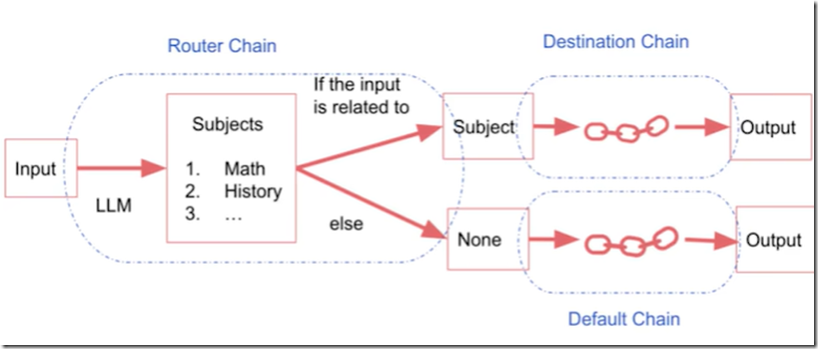 Router Chain
Destination Chain
If the input
is related to
Subjects
1. Math
2. History
3. ...
Input
LLM
else
Subject
Output
None
Output
Default Chain